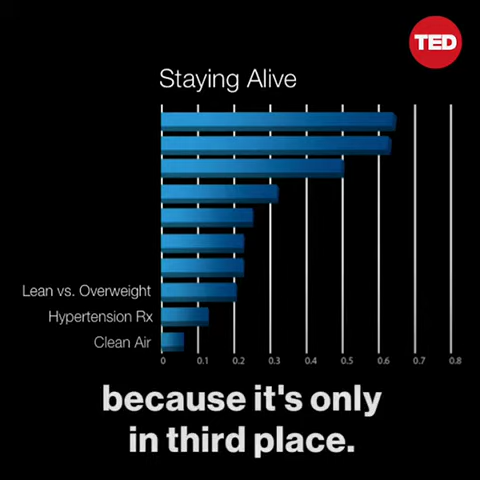 TED
Staying Alive
Lean vs. Overweight
Hypertension Rx
Clean Air
0 0.1 0.2 0.3 0.4 0.5 0.6 0.7 0.8
because it's only
in third place.